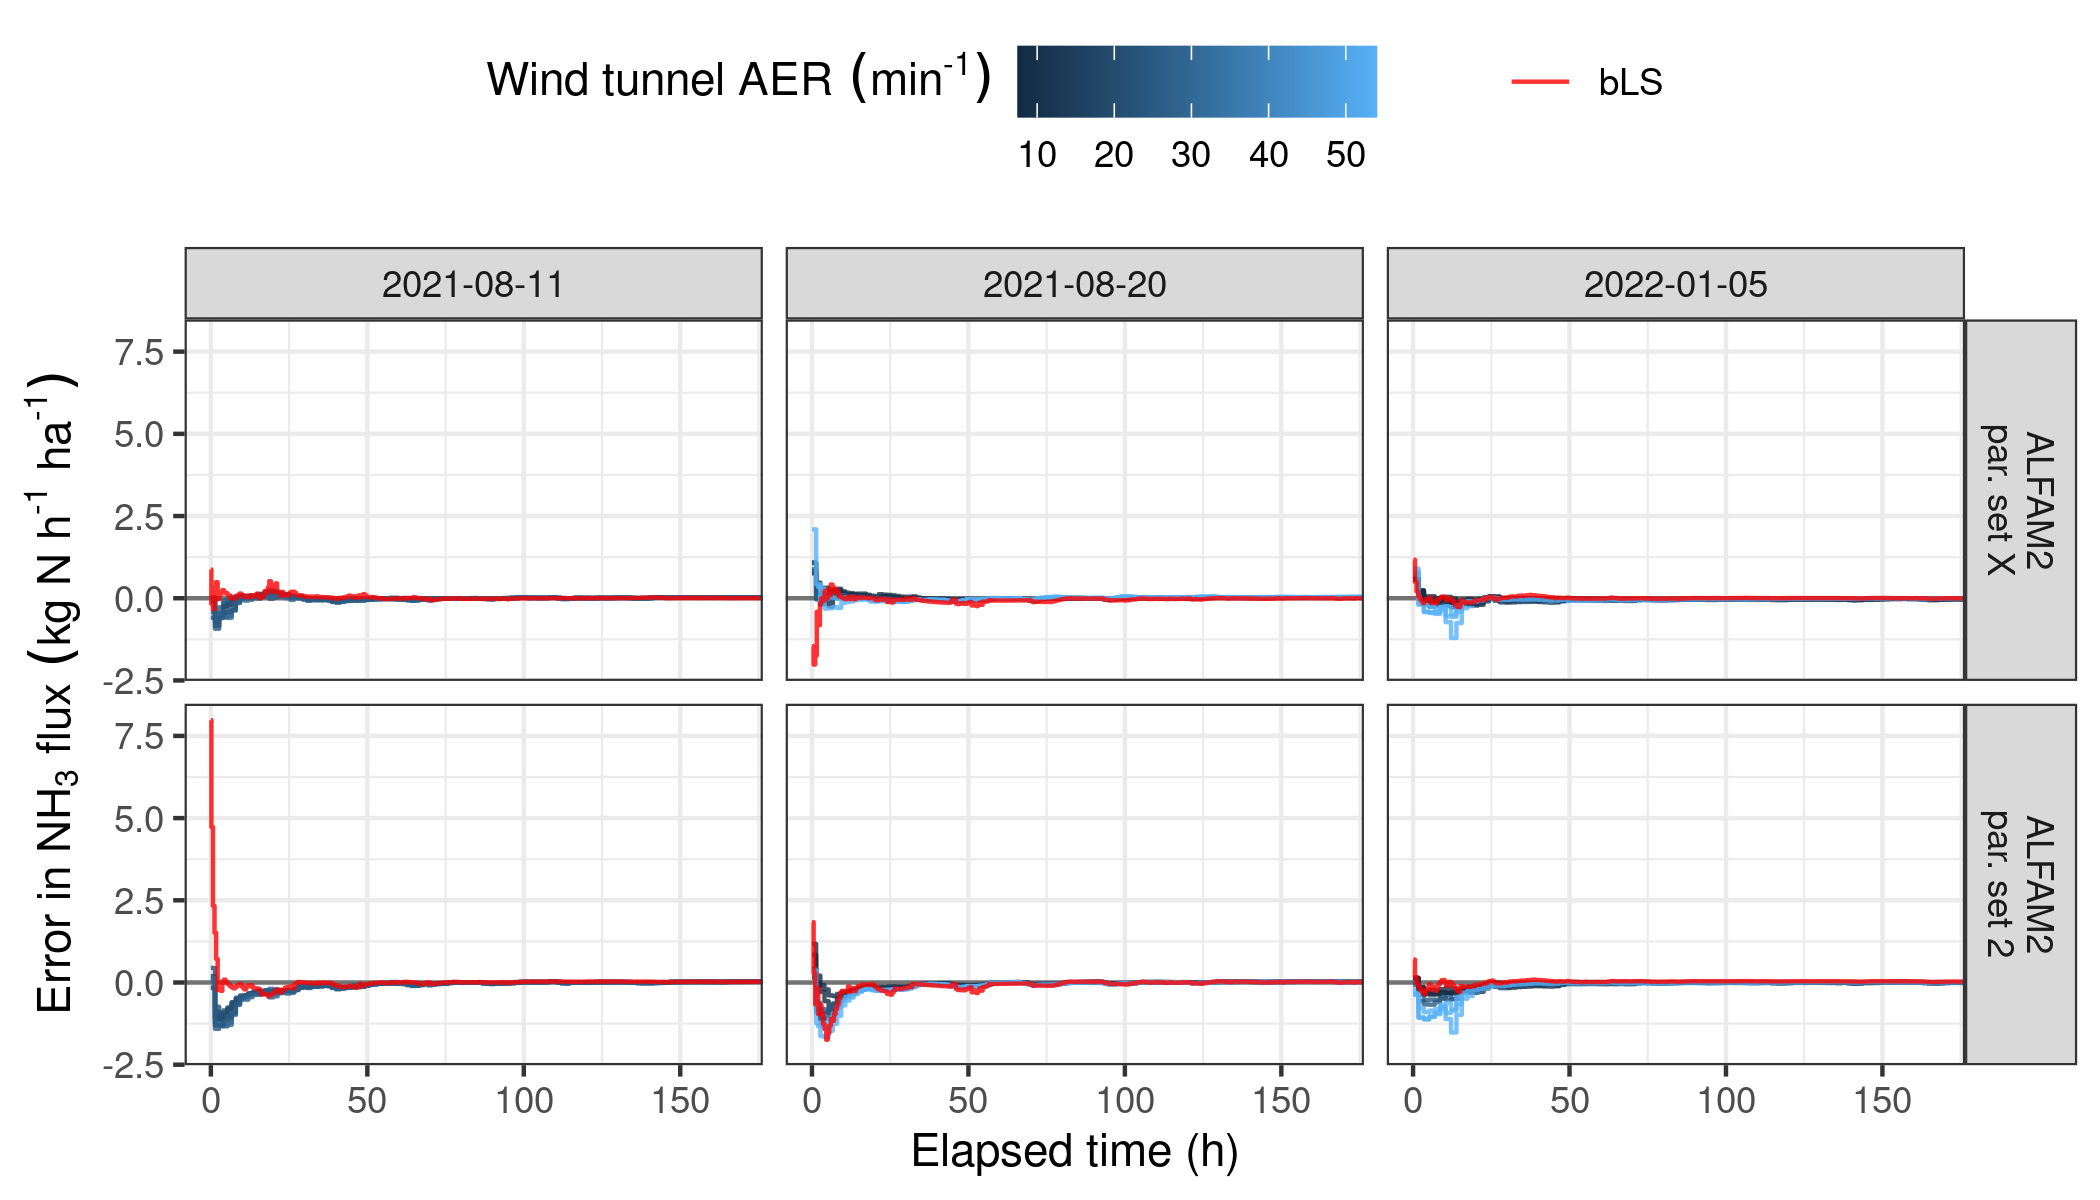 Wind tunnel AER (min-1)
10 20 30 40 50
bLS
2021-08-11
2021-08-20
2022-01-05
Error in NH3 flux (kg N h-1 ha-1)
7.5
5.0
2.5
0.0
-2.5
ALFAM2
par. set X
7.5
5.0
2.5
0.0
-2.5
ALFAM2
par. set 2
0 50 100 150
0 50 100 150
0 50 100 150
Elapsed time (h)